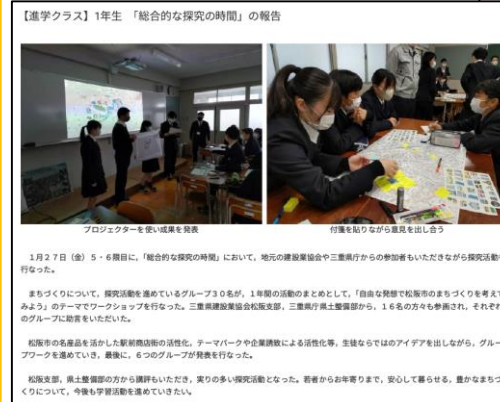 【進学クラス】1年生 「総合的な探究の時間」の報告
プロジェクターを使い成果を発表
付箋を貼りながら意見を出し合う
1月27日（金）5・6限目に，「総合的な探究の時間」において，地元の建設業協会や三重県庁からの参加者もいただきながら探究活動を
行なった。
まちづくりについて，探究活動を進めているグループ30名が，1年間の活動のまとめとして，「自由な発想で松阪市のまちづくりを考えて
みよう」のテーマでワークショップを行なった。三重県建設業協会松阪支部，三重県庁県土整備部から，16名の方々も参画され，それぞれ
のグループに助言をいただいた。
松阪市の名産品を活かした駅前商店街の活性化，テーマパークや企業誘致による活性化等，生徒ならではのアイデアを出しながら，グルー
プワークを進めていき，最後に，6つのグループが発表を行なった。
松阪支部，県土整備部の方から講評もいただき，実りの多い探究活動となった。若者からお年寄りまで，安心して暮らせる，豊かなまちづ
くりについて，今後も学習活動を進めていきたい。